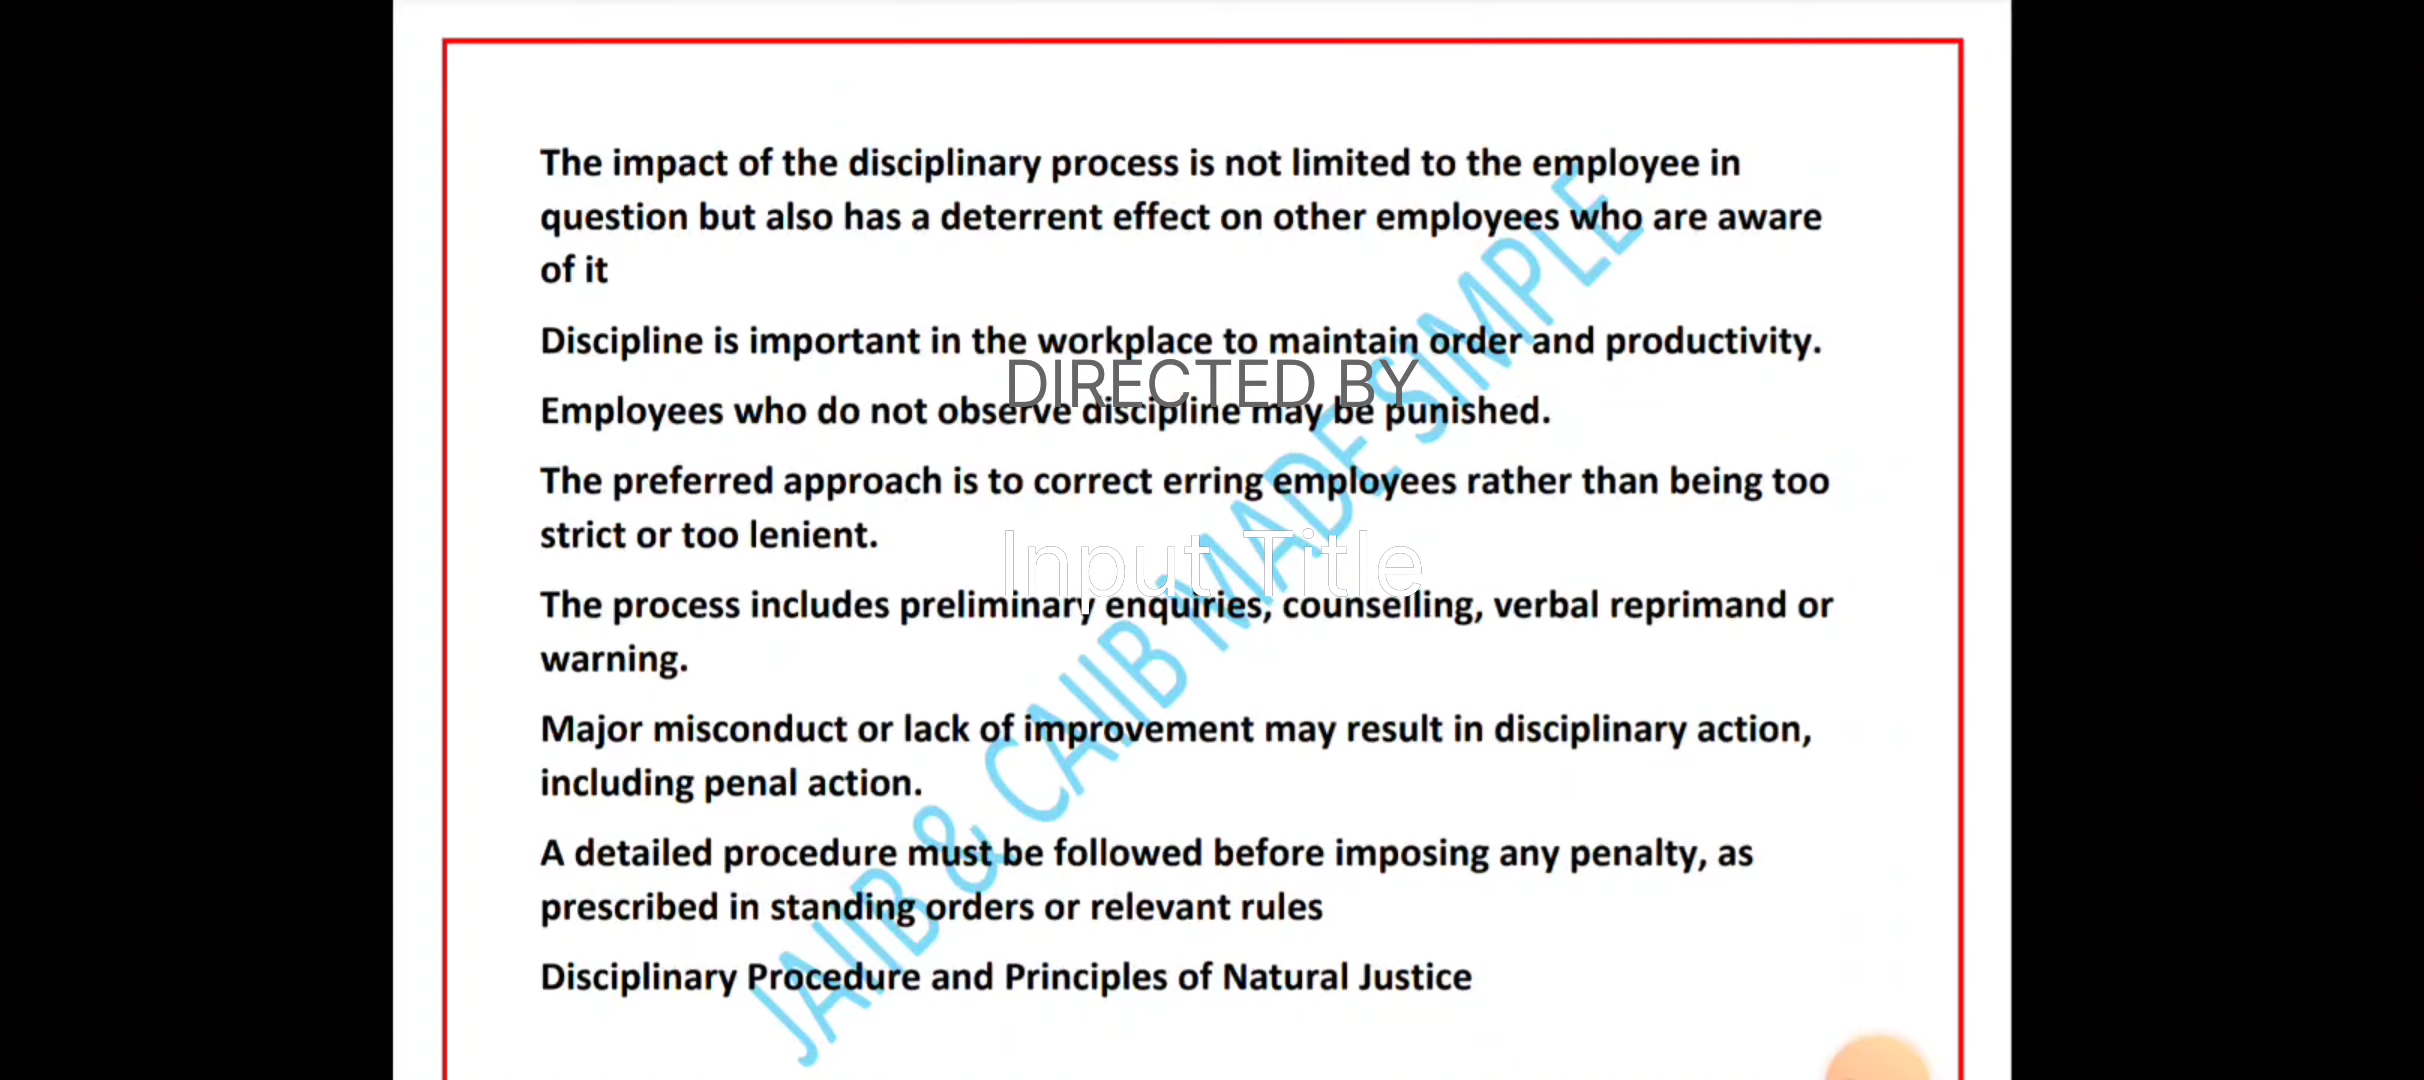 The impact of the disciplinary process is not limited to the employee in
question but also has a deterrent effect on other employees who are aware
of it
Discipline is important in the workplace to maintain order and productivity.
DIRECTED BY
Employees who do not observe discipline may be punished.
The preferred approach is to correct erring employees rather than being too
strict or too lenient.
Input Title
The process includes preliminary enquiries, counselling, verbal reprimand or
warning.
Major misconduct or lack of improvement may result in disciplinary action,
including penal action.
A detailed procedure must be followed before imposing any penalty, as
prescribed in standing orders or relevant rules
Disciplinary Procedure and Principles of Natural Justice
JAIIB & CAIIB MADE SIMPLE